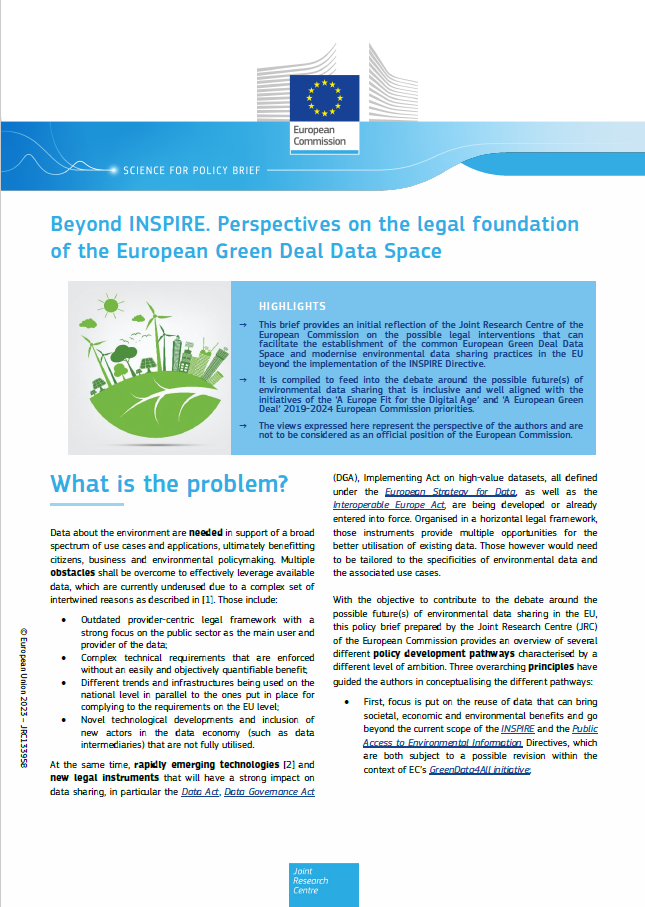 European
Commission
SCIENCE FOR POLICY BRIEF
Beyond INSPIRE. Perspectives on the legal foundation
of the European Green Deal Data Space
HIGHLIGHTS
→ This brief provides an initial reflection of the Joint Research Centre of the
European Commission on the possible legal interventions that can
facilitate the establishment of the common European Green Deal Data
Space and modernise environmental data sharing practices in the EU
beyond the implementation of the INSPIRE Directive.
→ It is compiled to feed into the debate around the possible future(s) of
environmental data sharing that is inclusive and well aligned with the
initiatives of the 'A Europe Fit for the Digital Age' and 'A European Green
Deal' 2019-2024 European Commission priorities.
→ The views expressed here represent the perspective of the authors and are
not to be considered as an official position of the European Commission.
What is the problem?
Data about the environment are needed in support of a broad
spectrum of use cases and applications, ultimately benefitting
citizens, business and environmental policymaking. Multiple
obstacles shall be overcome to effectively leverage available
data, which are currently underused due to a complex set of
intertwined reasons as described in [1]. Those include:
• Outdated provider-centric legal framework with a
strong focus on the public sector as the main user and
provider of the data;
• Complex technical requirements that are enforced
without an easily and objectively quantifiable benefit;
• Different trends and infrastructures being used on the
national level in parallel to the ones put in place for
complying to the requirements on the EU level;
• Novel technological developments and inclusion of
new actors in the data economy (such as data
intermediaries) that are not fully utilised.
At the same time, rapidly emerging technologies [2] and
new legal instruments that will have a strong impact on
data sharing, in particular the Data Act, Data Governance Act
(DGA), Implementing Act on high-value datasets, all defined
under the European Strategy for Data, as well as the
Interoperable Europe Act, are being developed or already
entered into force. Organised in a horizontal legal framework,
those instruments provide multiple opportunities for the
better utilisation of existing data. Those however would need
to be tailored to the specificities of environmental data and
the associated use cases.
With the objective to contribute to the debate around the
possible future(s) of environmental data sharing in the EU,
this policy brief prepared by the Joint Research Centre (JRC)
of the European Commission provides an overview of several
different policy development pathways characterised by a
different level of ambition. Three overarching principles have
guided the authors in conceptualising the different pathways:
• First, focus is put on the reuse of data that can bring
societal, economic and environmental benefits and go
beyond the current scope of the INSPIRE and the Public
Access to Environmental Information Directives, which
are both subject to a possible revision within the
context of EC's GreenData4All initiative;
© European Union 2023 – JRC133958
Joint
Research
Centre